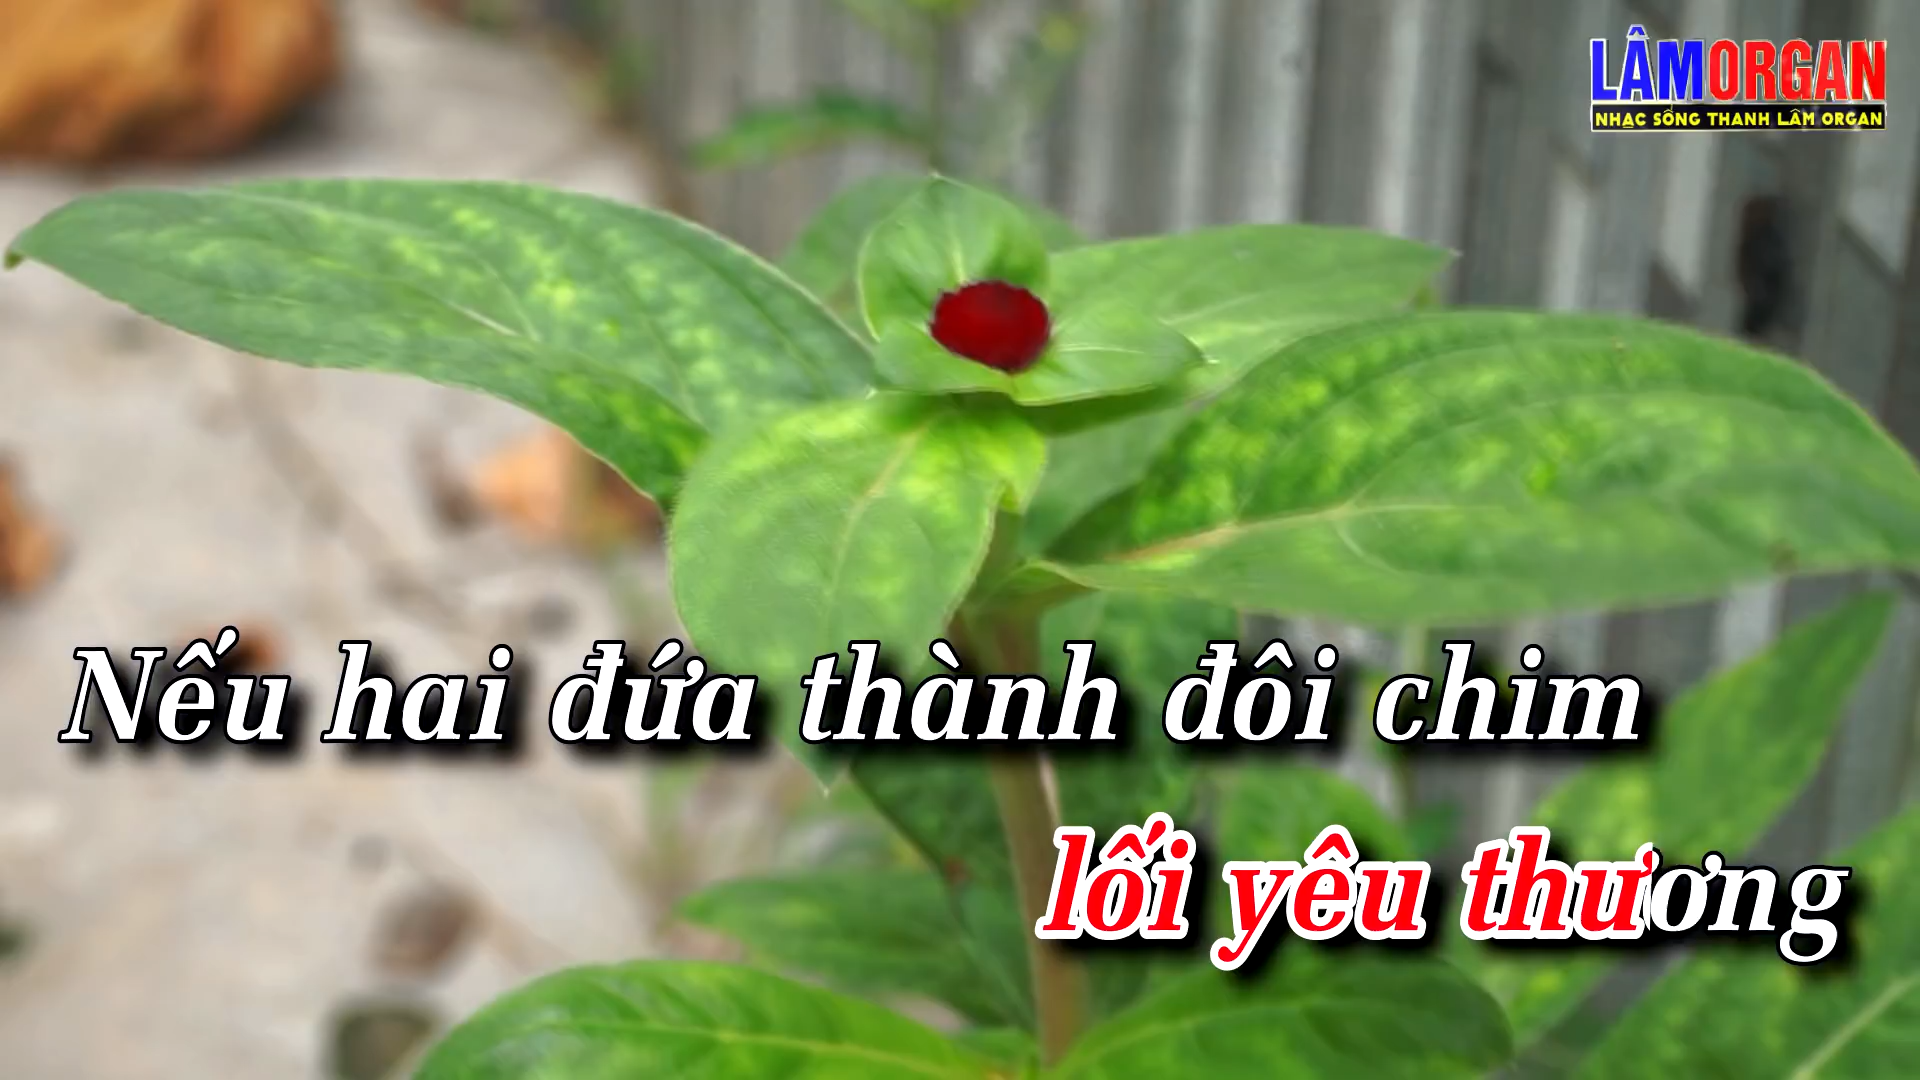 LÂMORGAN
NHẠC SỐNG THANH LÂM ORGAN
Nếu hai đứa thành đôi chim
lối yêu thương